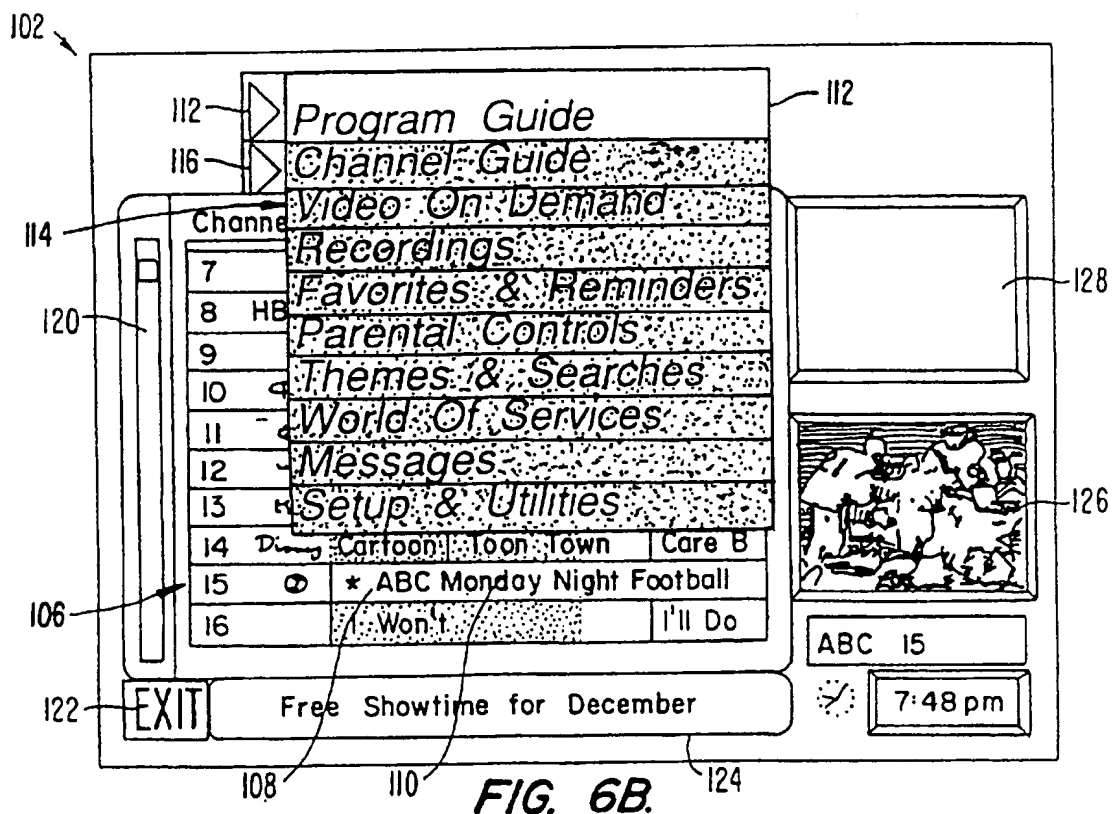 102
112
Program Guide
112
116
Channel Guide
114
Video On Demand
Channe
Recordings
7
Favorites & Reminders
128
120
8 HB
Parental Controls
9
Themes & Searches
10
World Of Services
11
Messages
12
Setup & Utilities
13 K
126
14 Disney Cartoon Toon Town Care B
106
15 * ABC Monday Night Football
16 I Won't I'll Do
ABC 15
122
EXIT
Free Showtime for December
7:48 pm
108
110
124
FIG. 6B.